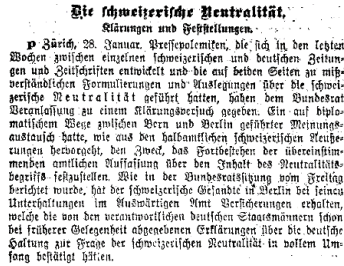 Die schweizerische Neutralität.
Klärungen und Feststellungen.
p Zürich, 28. Januar. Pressepolemiken, die sich in den letzten
Wochen zwischen einzelnen schweizerischen und deutschen Zeitun-
gen und Zeitschriften entwickelt und die auf beiden Seiten zu miß-
verständlichen Formulierungen und Auslegungen über die schwei-
zerische Neutralität geführt hatten, haben dem Bundesrat
Veranlassung zu einem Klärungsversuch gegeben. Ein auf diplo-
matischem Wege zwischen Bern und Berlin geführter Meinungs-
austausch hatte, wie aus den halbamtlichen schweizerischen Aeuße-
rungen hervorgeht, den Zweck, das Fortbestehen der übereinstim-
menden amtlichen Auffassung über den Inhalt des Neutralitäts-
begriffs festzustellen. Wie in der Bundesratssitzung vom Freitag
berichtet wurde, hat der schweizerische Gesandte in Berlin bei seinen
Unterhaltungen im Auswärtigen Amt Versicherungen erhalten,
welche die von den verantwortlichen deutschen Staatsmännern schon
bei früherer Gelegenheit abgegebenen Erklärungen über die deutsche
Haltung zur Frage der schweizerischen Neutralität in vollem Um-
fang bestätigt hätten.